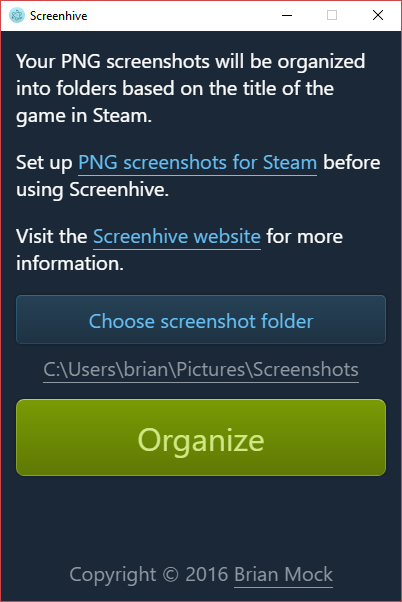 Screenhive
Your PNG screenshots will be organized
into folders based on the title of the
game in Steam.
Set up PNG screenshots for Steam before
using Screenhive.
Visit the Screenhive website for more
information.
Choose screenshot folder
C:\Users\brian\Pictures\Screenshots
Organize
Copyright © 2016 Brian Mock